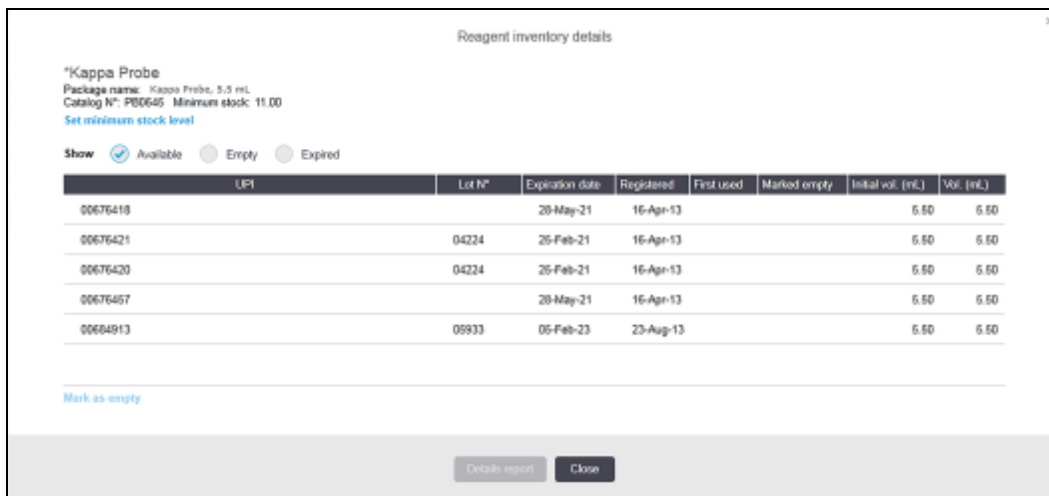 Reagent inventory details
*Kappa Probe
Package name: Kappa Probe, 5.5 mL
Catalog N°: PB0645 Minimum stock: 11.00
Set minimum stock level
Show Available Empty Expired
UPI Lot N° Expiration date Registered First used Marked empty Initial vol. (mL) Vol. (mL)
00676418 28-May-21 16-Apr-13 5.50 5.50
00676421 04224 26-Feb-21 16-Apr-13 5.50 5.50
00676420 04224 26-Feb-21 16-Apr-13 5.50 5.50
00676457 28-May-21 16-Apr-13 5.50 5.50
00684913 05933 05-Feb-23 23-Aug-13 5.50 5.50
Mark as empty
Details report Close